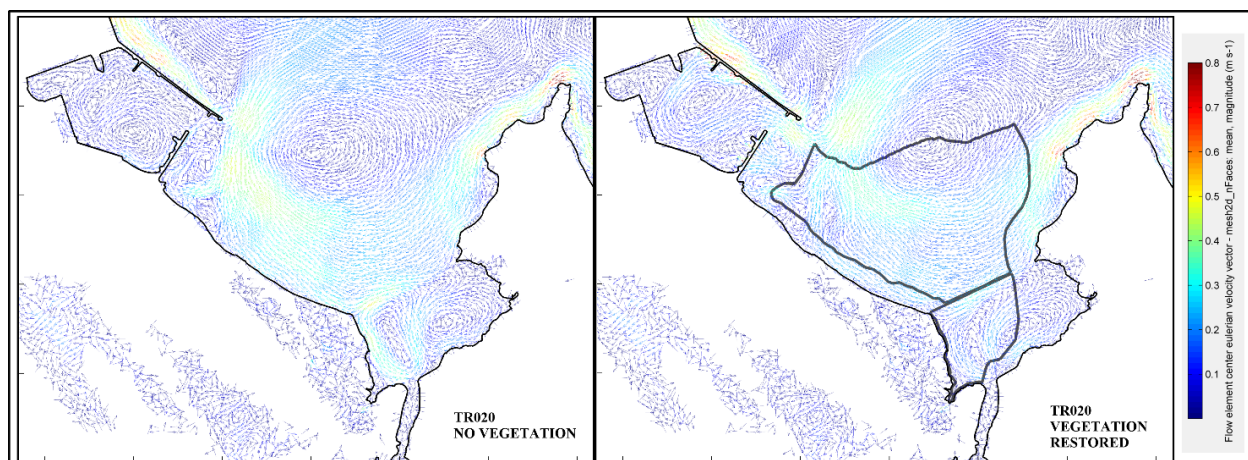 TR020
NO VEGETATION
TR020
VEGETATION
RESTORED
0.8
0.7
0.6
0.5
0.4
0.3
0.2
0.1
Flow element center eulerian velocity vector - mesh2d_nFaces: mean, magnitude (m s-1)